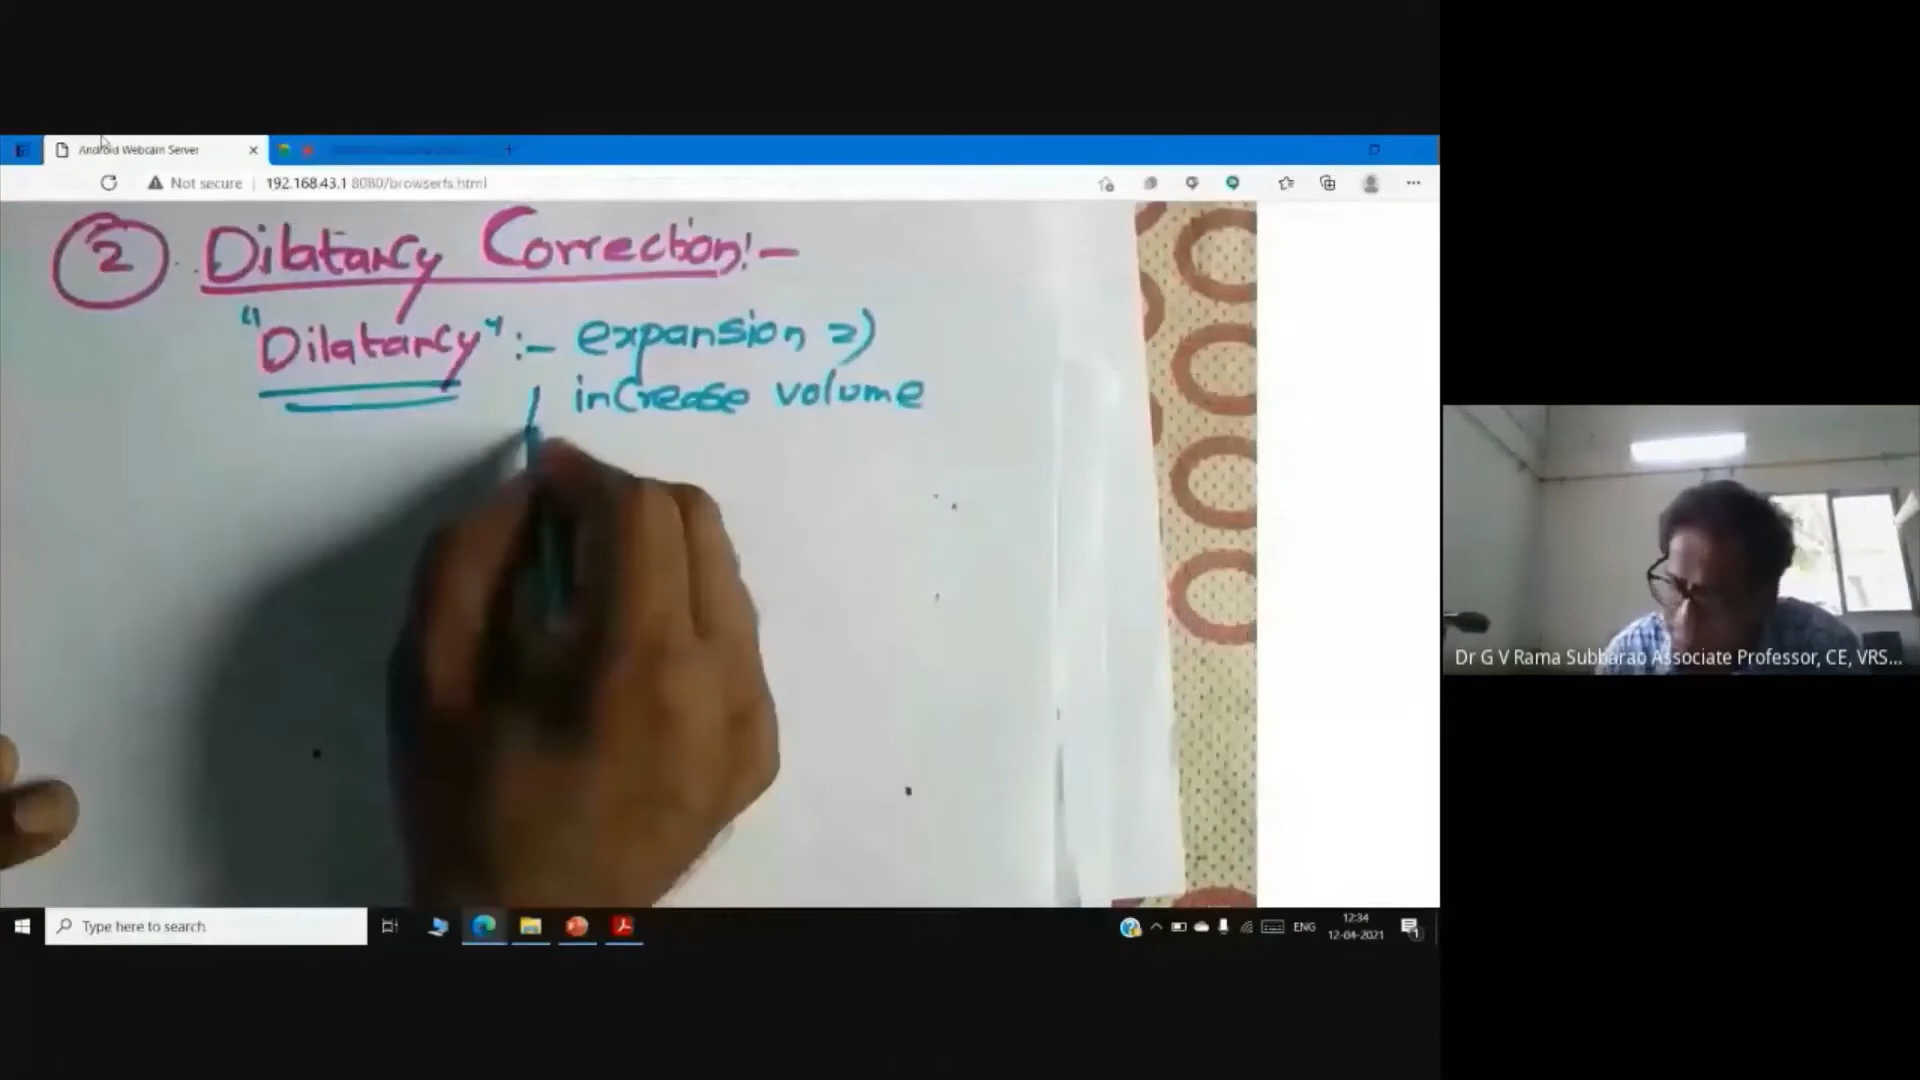 Android Webcam Server
Not secure | 192.168.43.1:8080/browserfs.html
2 Dilatancy Correction:-
"Dilatancy" :- expansion =)
increase volume
Dr G V Rama Subbarao Associate Professor, CE, VRS...
Type here to search
ENG
12:34
12-04-2021
1